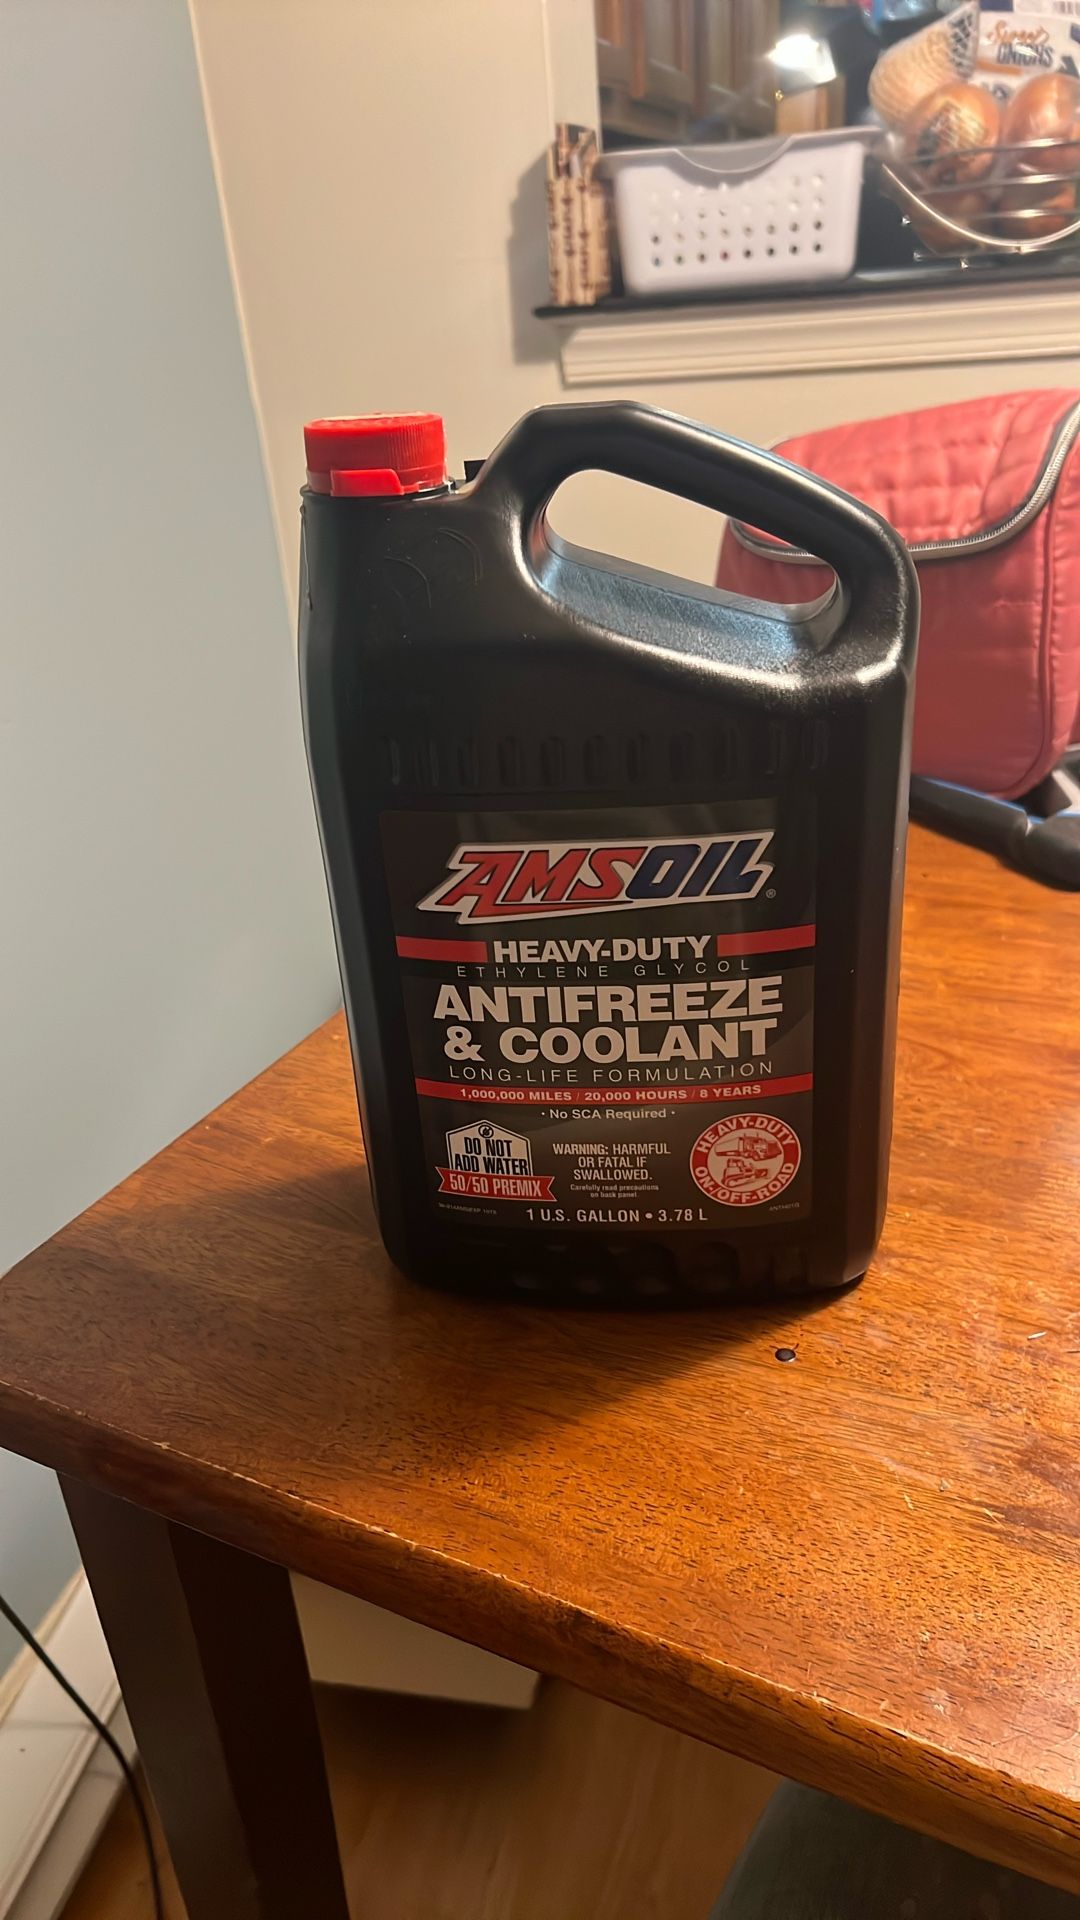 Sweet
ONIONS
AMSOIL®
HEAVY-DUTY
ETHYLENE GLYCOL
ANTIFREEZE
& COOLANT
LONG-LIFE FORMULATION
1,000,000 MILES / 20,000 HOURS / 8 YEARS
• No SCA Required •
DO NOT
ADD WATER
50/50 PREMIX
WARNING: HARMFUL
OR FATAL IF
SWALLOWED.
Carefully read precautions
on back panel.
HEAVY-DUTY
ON-/OFF-ROAD
1 U.S. GALLON • 3.78 L